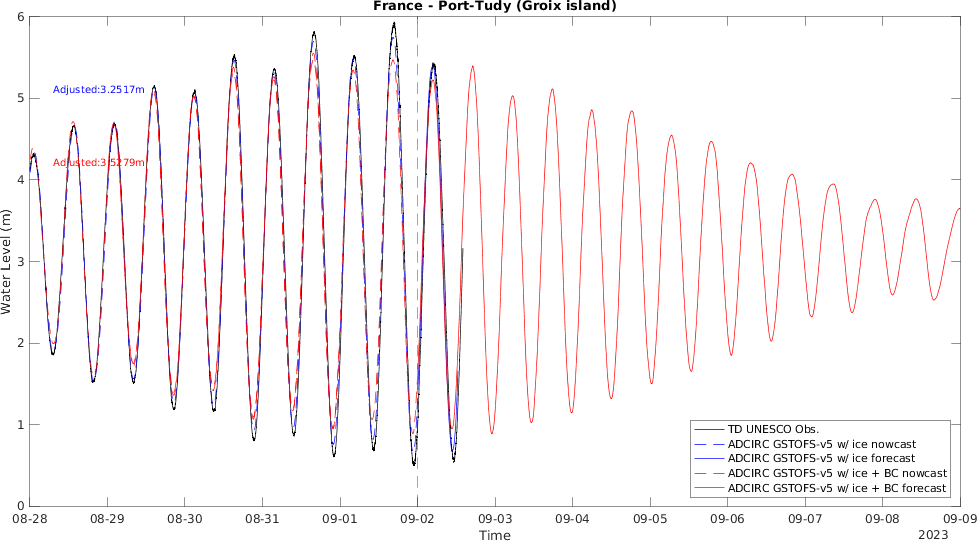 France - Port-Tudy (Groix island)
6
5
4
3
2
1
0
Water Level (m)
Adjusted:3.2517m
Adjusted:3.5279m
TD UNESCO Obs.
ADCIRC GSTOFS-v5 w/ ice nowcast
ADCIRC GSTOFS-v5 w/ ice forecast
ADCIRC GSTOFS-v5 w/ ice + BC nowcast
ADCIRC GSTOFS-v5 w/ ice + BC forecast
08-28 08-29 08-30 08-31 09-01 09-02 09-03 09-04 09-05 09-06 09-07 09-08 09-09
Time
2023